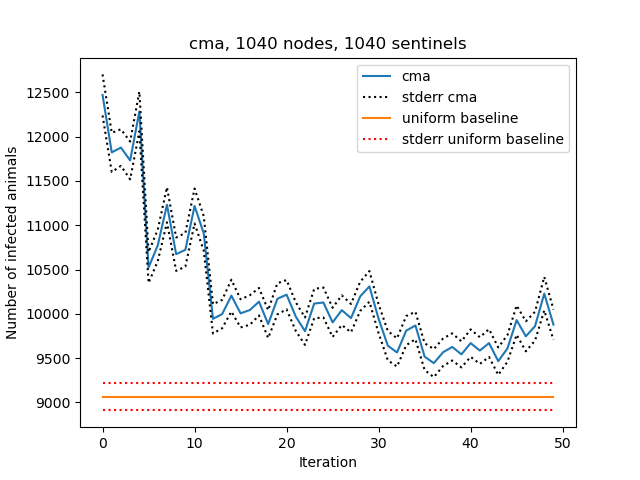 cma, 1040 nodes, 1040 sentinels
cma
stderr cma
uniform baseline
stderr uniform baseline
Number of infected animals
12500
12000
11500
11000
10500
10000
9500
9000
0 10 20 30 40 50
Iteration